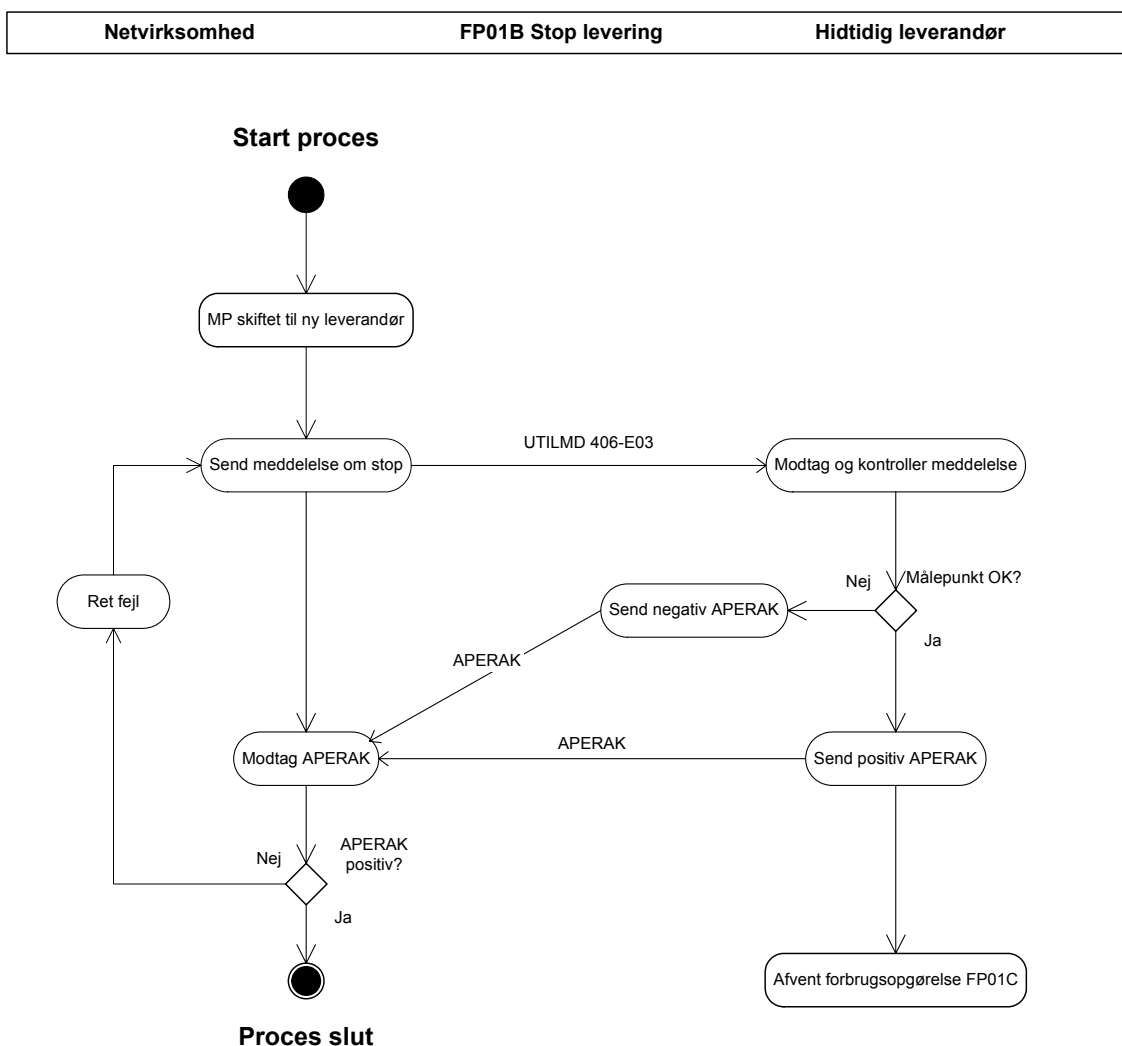 Netvirksomhed FP01B Stop levering Hidtidig leverandør
Start proces
MP skiftet til ny leverandør
UTILMD 406-E03
Send meddelelse om stop
Modtag og kontroller meddelelse
Nej
Målepunkt OK?
Ret fejl
Send negativ APERAK
Ja
APERAK
APERAK
Modtag APERAK
Send positiv APERAK
Nej
APERAK
positiv?
Ja
Afvent forbrugsopgørelse FP01C
Proces slut